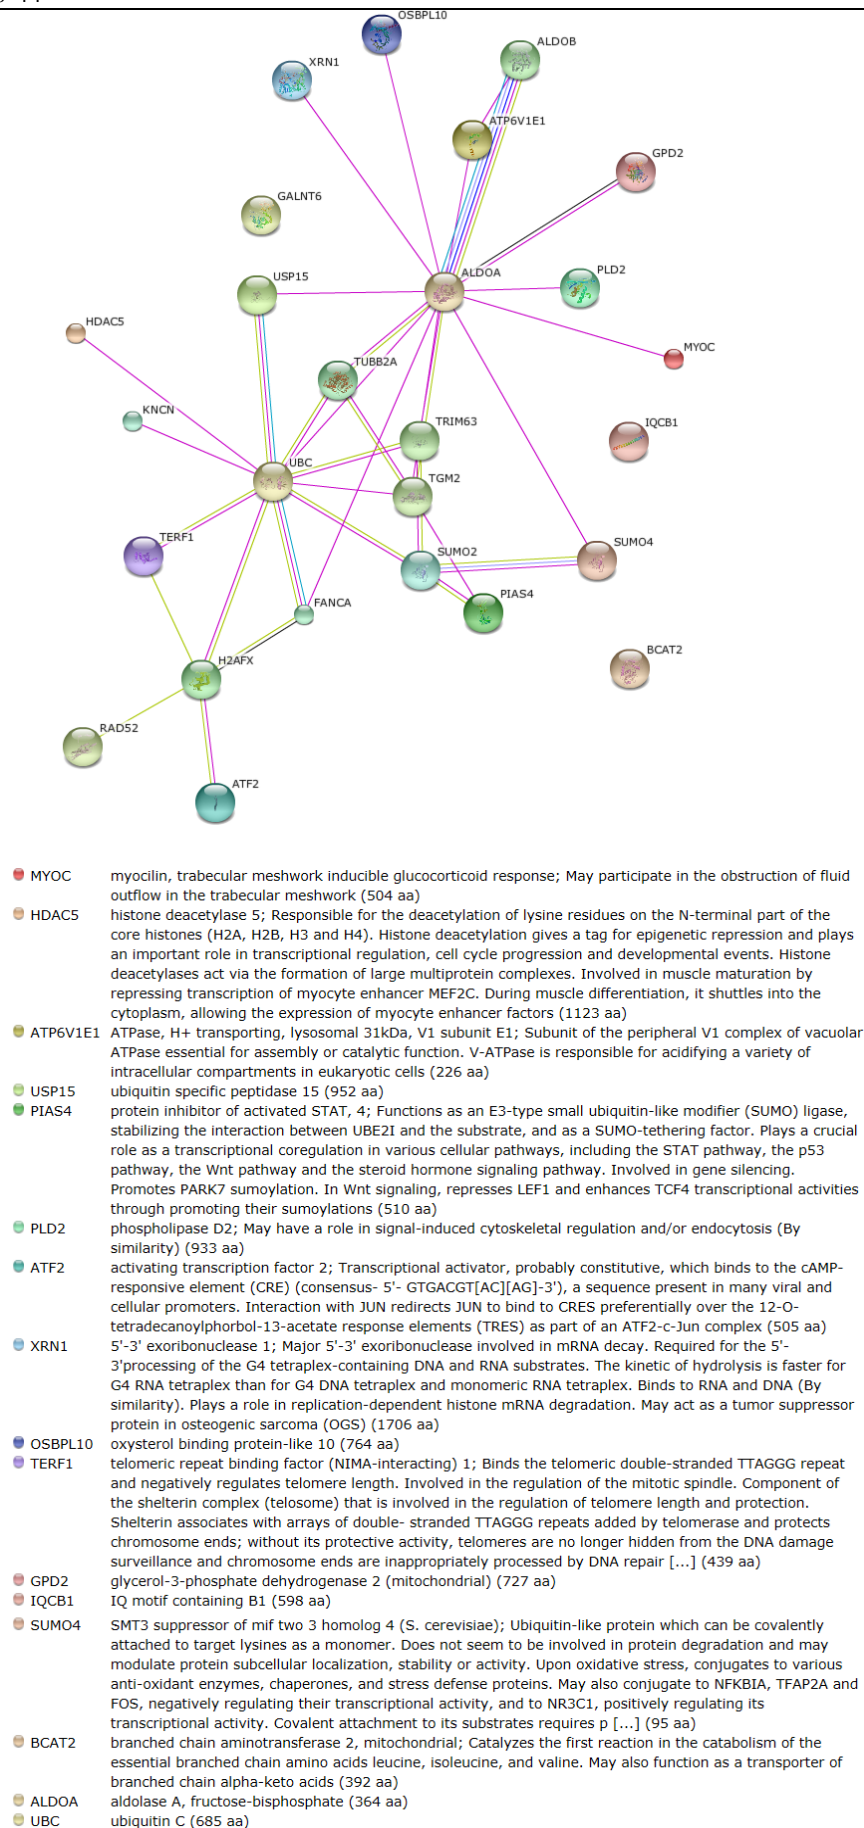 OSBPL10
ALDOB
XRN1
ATP6V1E1
GPD2
GALNT6
ALDOA
PLD2
USP15
HDAC5
MYOC
TUBB2A
KNCN
TRIM63
IQCB1
UBC
TGM2
TERF1
SUMO2
SUMO4
FANCA
PIAS4
H2AFX
BCAT2
RAD52
ATF2
MYOC myocilin, trabecular meshwork inducible glucocorticoid response; May participate in the obstruction of fluid
outflow in the trabecular meshwork (504 aa)
HDAC5 histone deacetylase 5; Responsible for the deacetylation of lysine residues on the N-terminal part of the
core histones (H2A, H2B, H3 and H4). Histone deacetylation gives a tag for epigenetic repression and plays
an important role in transcriptional regulation, cell cycle progression and developmental events. Histone
deacetylases act via the formation of large multiprotein complexes. Involved in muscle maturation by
repressing transcription of myocyte enhancer MEF2C. During muscle differentiation, it shuttles into the
cytoplasm, allowing the expression of myocyte enhancer factors (1123 aa)
ATP6V1E1 ATPase, H+ transporting, lysosomal 31kDa, V1 subunit E1; Subunit of the peripheral V1 complex of vacuolar
ATPase essential for assembly or catalytic function. V-ATPase is responsible for acidifying a variety of
intracellular compartments in eukaryotic cells (226 aa)
USP15 ubiquitin specific peptidase 15 (952 aa)
PIAS4 protein inhibitor of activated STAT, 4; Functions as an E3-type small ubiquitin-like modifier (SUMO) ligase,
stabilizing the interaction between UBE2I and the substrate, and as a SUMO-tethering factor. Plays a crucial
role as a transcriptional coregulation in various cellular pathways, including the STAT pathway, the p53
pathway, the Wnt pathway and the steroid hormone signaling pathway. Involved in gene silencing.
Promotes PARK7 sumoylation. In Wnt signaling, represses LEF1 and enhances TCF4 transcriptional activities
through promoting their sumoylations (510 aa)
PLD2 phospholipase D2; May have a role in signal-induced cytoskeletal regulation and/or endocytosis (By
similarity) (933 aa)
ATF2 activating transcription factor 2; Transcriptional activator, probably constitutive, which binds to the cAMP-
responsive element (CRE) (consensus- 5'- GTGACGT[AC][AG]-3'), a sequence present in many viral and
cellular promoters. Interaction with JUN redirects JUN to bind to CRES preferentially over the 12-O-
tetradecanoylphorbol-13-acetate response elements (TRES) as part of an ATF2-c-Jun complex (505 aa)
XRN1 5'-3' exoribonuclease 1; Major 5'-3' exoribonuclease involved in mRNA decay. Required for the 5'-
3'processing of the G4 tetraplex-containing DNA and RNA substrates. The kinetic of hydrolysis is faster for
G4 RNA tetraplex than for G4 DNA tetraplex and monomeric RNA tetraplex. Binds to RNA and DNA (By
similarity). Plays a role in replication-dependent histone mRNA degradation. May act as a tumor suppressor
protein in osteogenic sarcoma (OGS) (1706 aa)
OSBPL10 oxysterol binding protein-like 10 (764 aa)
TERF1 telomeric repeat binding factor (NIMA-interacting) 1; Binds the telomeric double-stranded TTAGGG repeat
and negatively regulates telomere length. Involved in the regulation of the mitotic spindle. Component of
the shelterin complex (telosome) that is involved in the regulation of telomere length and protection.
Shelterin associates with arrays of double- stranded TTAGGG repeats added by telomerase and protects
chromosome ends; without its protective activity, telomeres are no longer hidden from the DNA damage
surveillance and chromosome ends are inappropriately processed by DNA repair [...] (439 aa)
GPD2 glycerol-3-phosphate dehydrogenase 2 (mitochondrial) (727 aa)
IQCB1 IQ motif containing B1 (598 aa)
SUMO4 SMT3 suppressor of mif two 3 homolog 4 (S. cerevisiae); Ubiquitin-like protein which can be covalently
attached to target lysines as a monomer. Does not seem to be involved in protein degradation and may
modulate protein subcellular localization, stability or activity. Upon oxidative stress, conjugates to various
anti-oxidant enzymes, chaperones, and stress defense proteins. May also conjugate to NFKBIA, TFAP2A and
FOS, negatively regulating their transcriptional activity, and to NR3C1, positively regulating its
transcriptional activity. Covalent attachment to its substrates requires p [...] (95 aa)
BCAT2 branched chain aminotransferase 2, mitochondrial; Catalyzes the first reaction in the catabolism of the
essential branched chain amino acids leucine, isoleucine, and valine. May also function as a transporter of
branched chain alpha-keto acids (392 aa)
ALDOA aldolase A, fructose-bisphosphate (364 aa)
UBC ubiquitin C (685 aa)